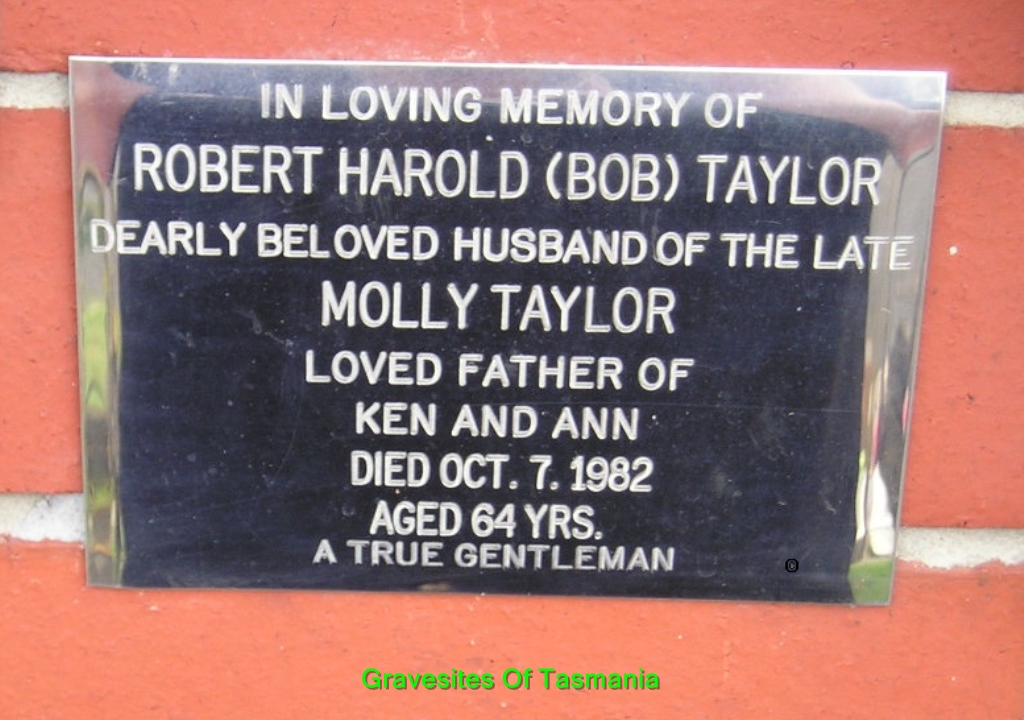 IN LOVING MEMORY OF
ROBERT HAROLD (BOB) TAYLOR
DEARLY BELOVED HUSBAND OF THE LATE
MOLLY TAYLOR
LOVED FATHER OF
KEN AND ANN
DIED OCT. 7. 1982
AGED 64 YRS.
A TRUE GENTLEMAN
©
Gravesites Of Tasmania